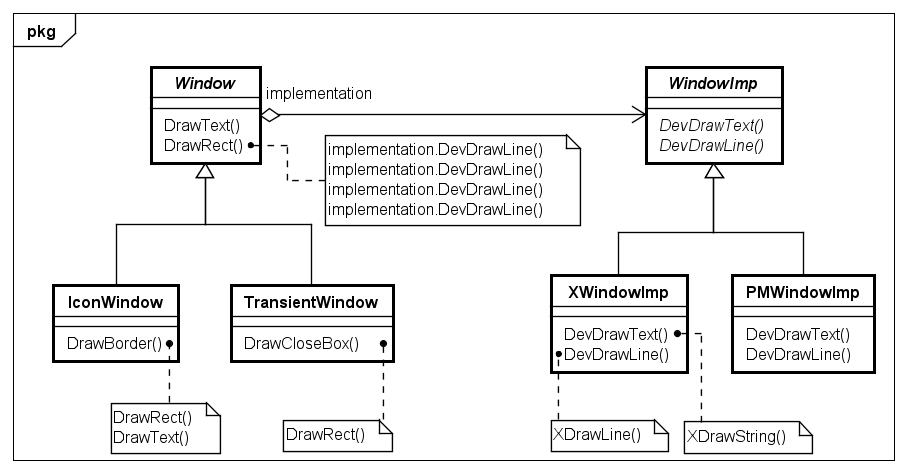 pkg
Window
DrawText()
DrawRect()
implementation
WindowImp
DevDrawText()
DevDrawLine()
implementation.DevDrawLine()
implementation.DevDrawLine()
implementation.DevDrawLine()
implementation.DevDrawLine()
IconWindow
DrawBorder()
TransientWindow
DrawCloseBox()
XWindowImp
DevDrawText()
DevDrawLine()
PMWindowImp
DevDrawText()
DevDrawLine()
DrawRect()
DrawText()
DrawRect()
XDrawLine()
XDrawString()